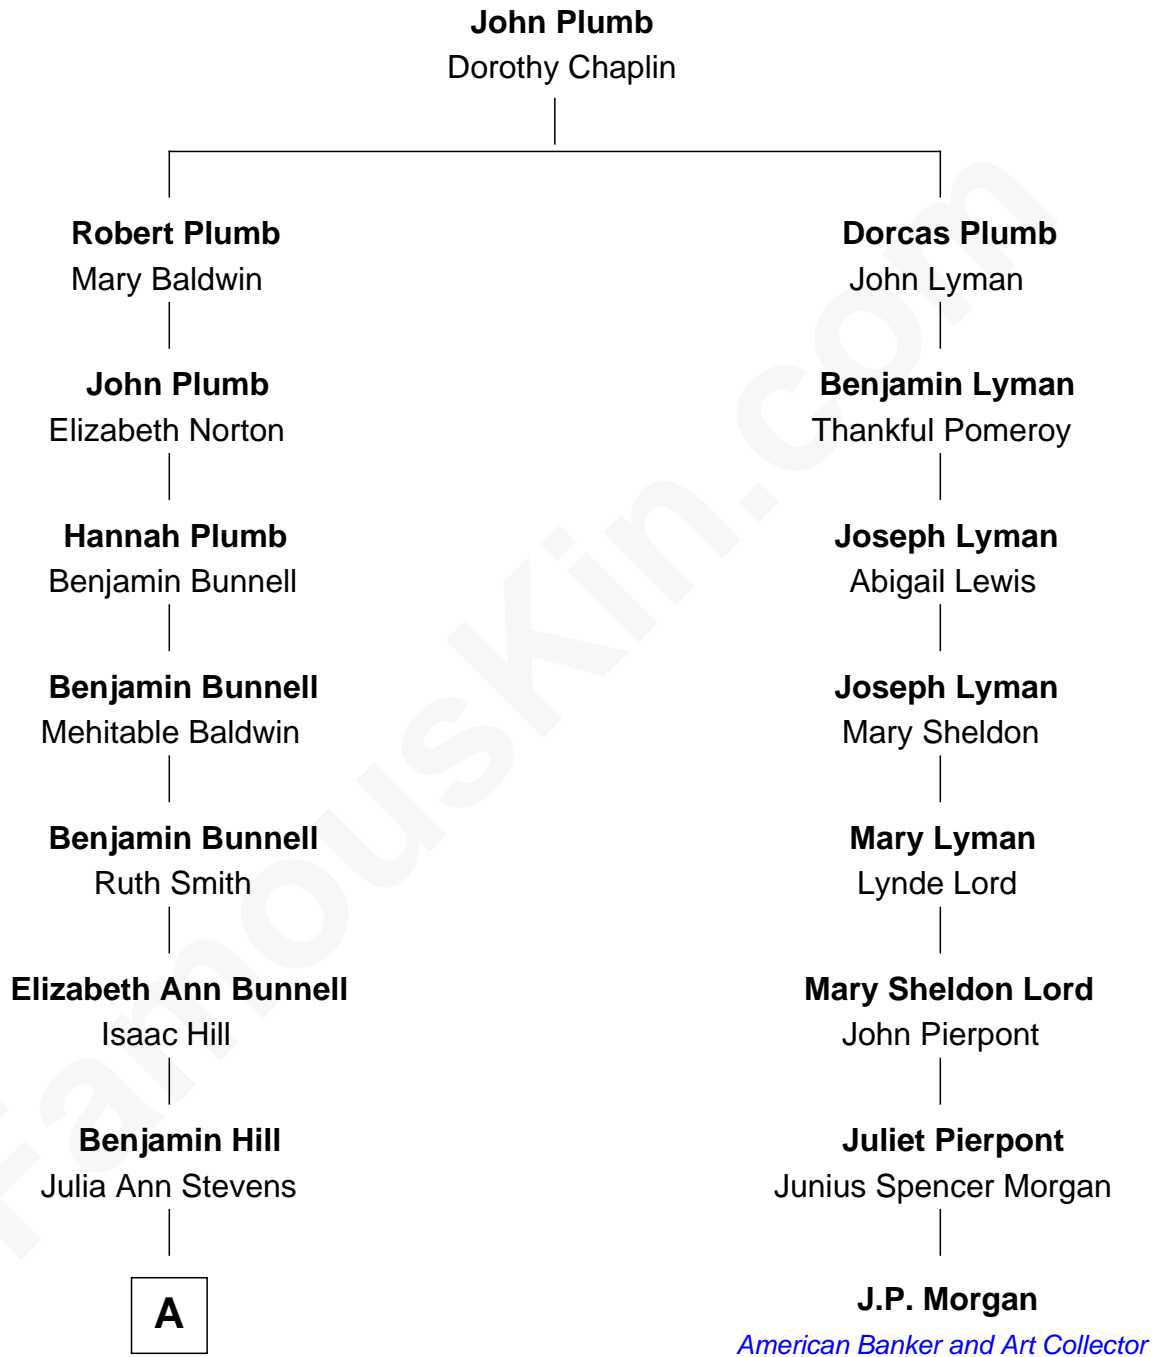 John Plumb
Dorothy Chaplin
Robert Plumb
Mary Baldwin
Dorcas Plumb
John Lyman
John Plumb
Elizabeth Norton
Benjamin Lyman
Thankful Pomeroy
Hannah Plumb
Benjamin Bunnell
Joseph Lyman
Abigail Lewis
Benjamin Bunnell
Mehitable Baldwin
Joseph Lyman
Mary Sheldon
Benjamin Bunnell
Ruth Smith
Mary Lyman
Lynde Lord
Elizabeth Ann Bunnell
Isaac Hill
Mary Sheldon Lord
John Pierpont
Benjamin Hill
Julia Ann Stevens
Juliet Pierpont
Junius Spencer Morgan
A
J.P. Morgan
American Banker and Art Collector
FamousKin.com